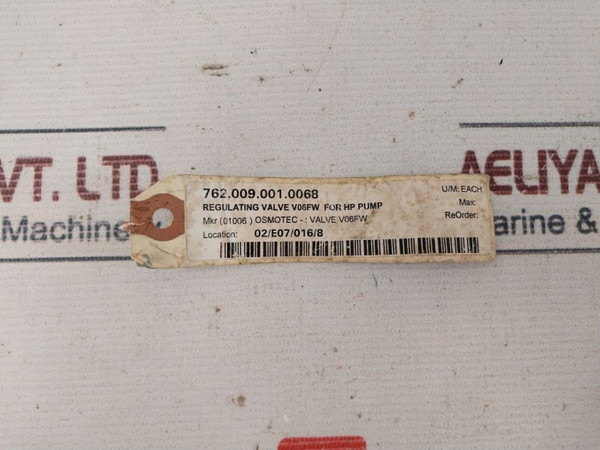 762.009.001.0068
U/M: EACH
REGULATING VALVE V06FW FOR HP PUMP
Max:
Mkr (01006 ) OSMOTEC - : VALVE V06FW
ReOrder:
Location: 02/E07/016/8
VT. LTD
Machinery
AELIYA
arine &